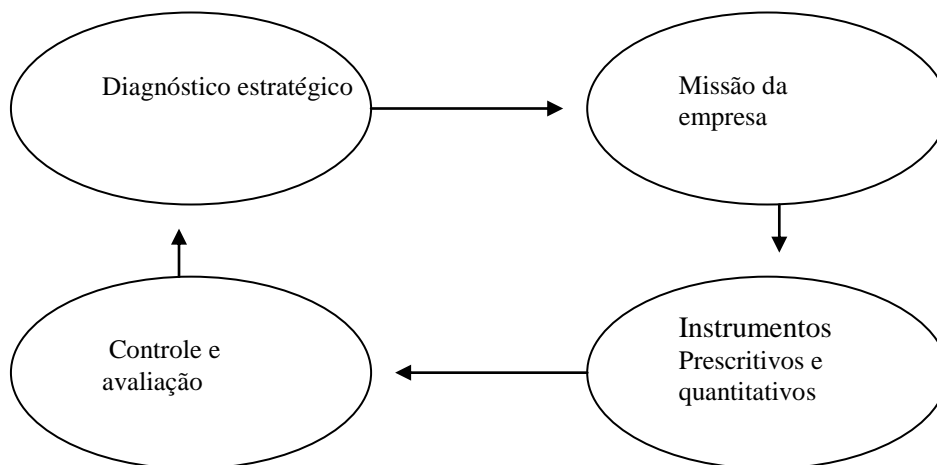 Diagnóstico estratégico
Missão da
empresa
Instrumentos
Prescritivos e
quantitativos
Controle e
avaliação